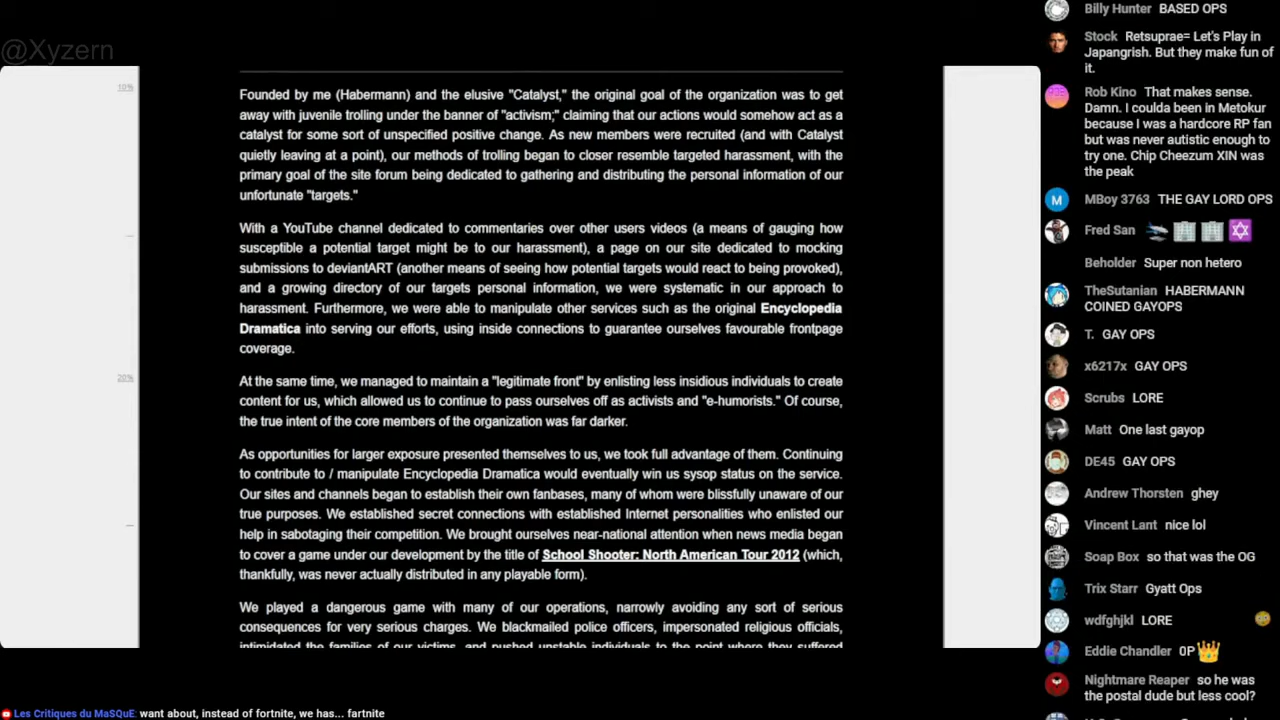 @Xyzern
10%
Founded by me (Habermann) and the elusive "Catalyst," the original goal of the organization was to get
away with juvenile trolling under the banner of "activism;" claiming that our actions would somehow act as a
catalyst for some sort of unspecified positive change. As new members were recruited (and with Catalyst
quietly leaving at a point), our methods of trolling began to closer resemble targeted harassment, with the
primary goal of the site forum being dedicated to gathering and distributing the personal information of our
unfortunate "targets."
With a YouTube channel dedicated to commentaries over other users videos (a means of gauging how
susceptible a potential target might be to our harassment), a page on our site dedicated to mocking
submissions to deviantART (another means of seeing how potential targets would react to being provoked),
and a growing directory of our targets personal information, we were systematic in our approach to
harassment. Furthermore, we were able to manipulate other services such as the original Encyclopedia
Dramatica into serving our efforts, using inside connections to guarantee ourselves favourable frontpage
coverage.
20%
At the same time, we managed to maintain a "legitimate front" by enlisting less insidious individuals to create
content for us, which allowed us to continue to pass ourselves off as activists and "e-humorists." Of course,
the true intent of the core members of the organization was far darker.
As opportunities for larger exposure presented themselves to us, we took full advantage of them. Continuing
to contribute to / manipulate Encyclopedia Dramatica would eventually win us sysop status on the service.
Our sites and channels began to establish their own fanbases, many of whom were blissfully unaware of our
true purposes. We established secret connections with established Internet personalities who enlisted our
help in sabotaging their competition. We brought ourselves near-national attention when news media began
to cover a game under our development by the title of School Shooter: North American Tour 2012 (which,
thankfully, was never actually distributed in any playable form).
We played a dangerous game with many of our operations, narrowly avoiding any sort of serious
consequences for very serious charges. We blackmailed police officers, impersonated religious officials,
intimidated the families of our victims, and pushed unstable individuals to the point where they suffered
Billy Hunter BASED OPS
Stock Retsuprae= Let's Play in
Japangrish. But they make fun of
it.
Rob Kino That makes sense.
Damn. I coulda been in Metokur
because I was a hardcore RP fan
but was never autistic enough to
try one. Chip Cheezum XIN was
the peak
M
MBoy 3763 THE GAY LORD OPS
Fred San
Beholder Super non hetero
TheSutanian HABERMANN
COINED GAYOPS
T. GAY OPS
x6217x GAY OPS
Scrubs LORE
Matt One last gayop
DE45 GAY OPS
Andrew Thorsten ghey
Vincent Lant nice lol
Soap Box so that was the OG
Trix Starr Gyatt Ops
wdfghjkl LORE
Eddie Chandler 0P
Nightmare Reaper so he was
the postal dude but less cool?
Les Critiques du MaSQuE: want about, instead of fortnite, we has... fartnite